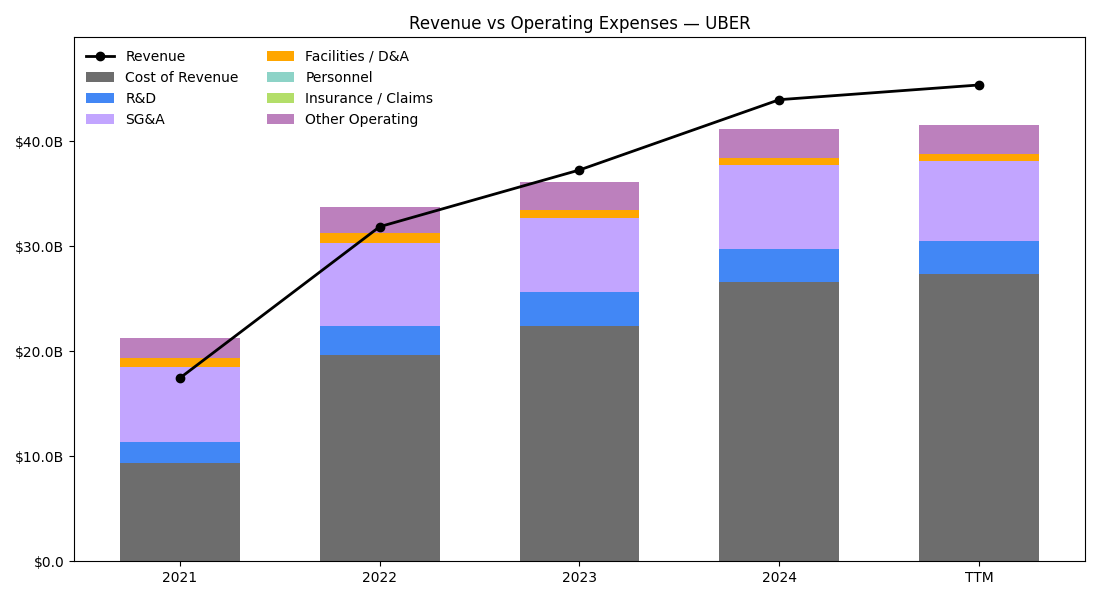 Revenue vs Operating Expenses — UBER
Revenue
Cost of Revenue
R&D
SG&A
Facilities / D&A
Personnel
Insurance / Claims
Other Operating
$40.0B
$30.0B
$20.0B
$10.0B
$0.0
2021 2022 2023 2024 TTM